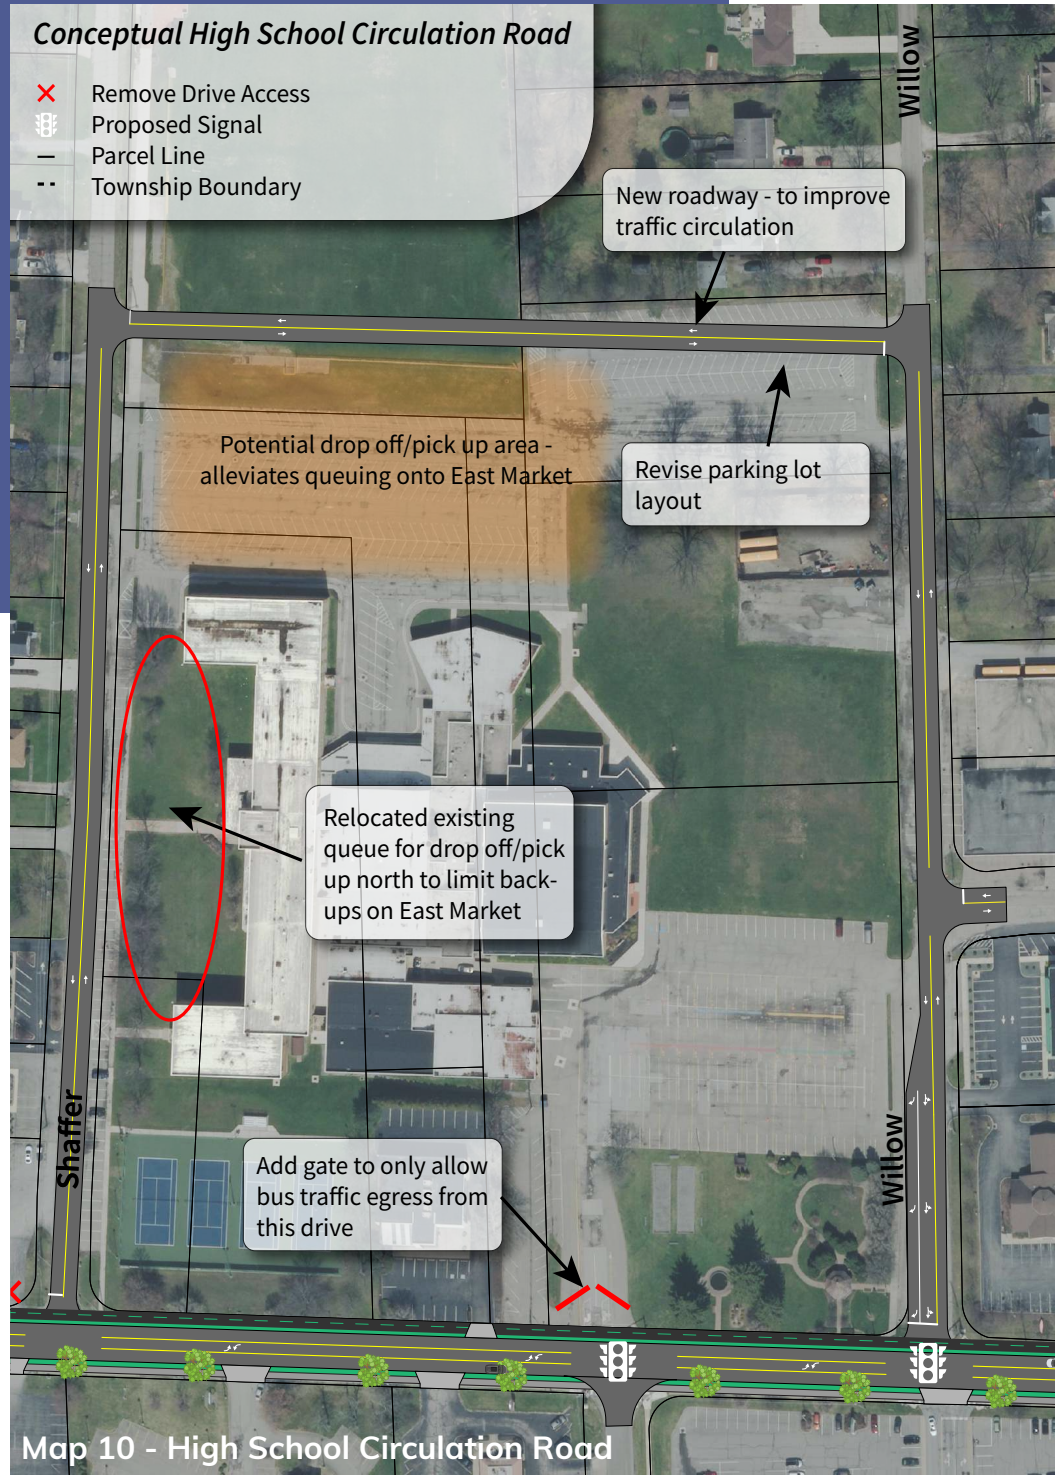 Conceptual High School Circulation Road
Remove Drive Access
Proposed Signal
Parcel Line
Township Boundary
Willow
New roadway - to improve
traffic circulation
Potential drop off/pick up area -
alleviates queuing onto East Market
Revise parking lot
layout
Relocated existing
queue for drop off/pick
up north to limit back-
ups on East Market
Shaffer
Willow
Add gate to only allow
bus traffic egress from
this drive
Map 10 - High School Circulation Road